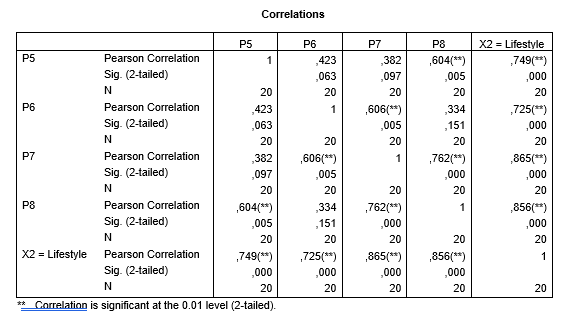 Correlations
P5 P6 P7 P8 X2 = Lifestyle
P5 Pearson Correlation 1 ,423 ,382 ,604(**) ,749(**)
Sig. (2-tailed) ,063 ,097 ,005 ,000
N 20 20 20 20 20
P6 Pearson Correlation ,423 1 ,606(**) ,334 ,725(**)
Sig. (2-tailed) ,063 ,005 ,151 ,000
N 20 20 20 20 20
P7 Pearson Correlation ,382 ,606(**) 1 ,762(**) ,865(**)
Sig. (2-tailed) ,097 ,005 ,000 ,000
N 20 20 20 20 20
P8 Pearson Correlation ,604(**) ,334 ,762(**) 1 ,856(**)
Sig. (2-tailed) ,005 ,151 ,000 ,000
N 20 20 20 20 20
X2 = Lifestyle Pearson Correlation ,749(**) ,725(**) ,865(**) ,856(**) 1
Sig. (2-tailed) ,000 ,000 ,000 ,000
N 20 20 20 20 20
** Correlation is significant at the 0.01 level (2-tailed).